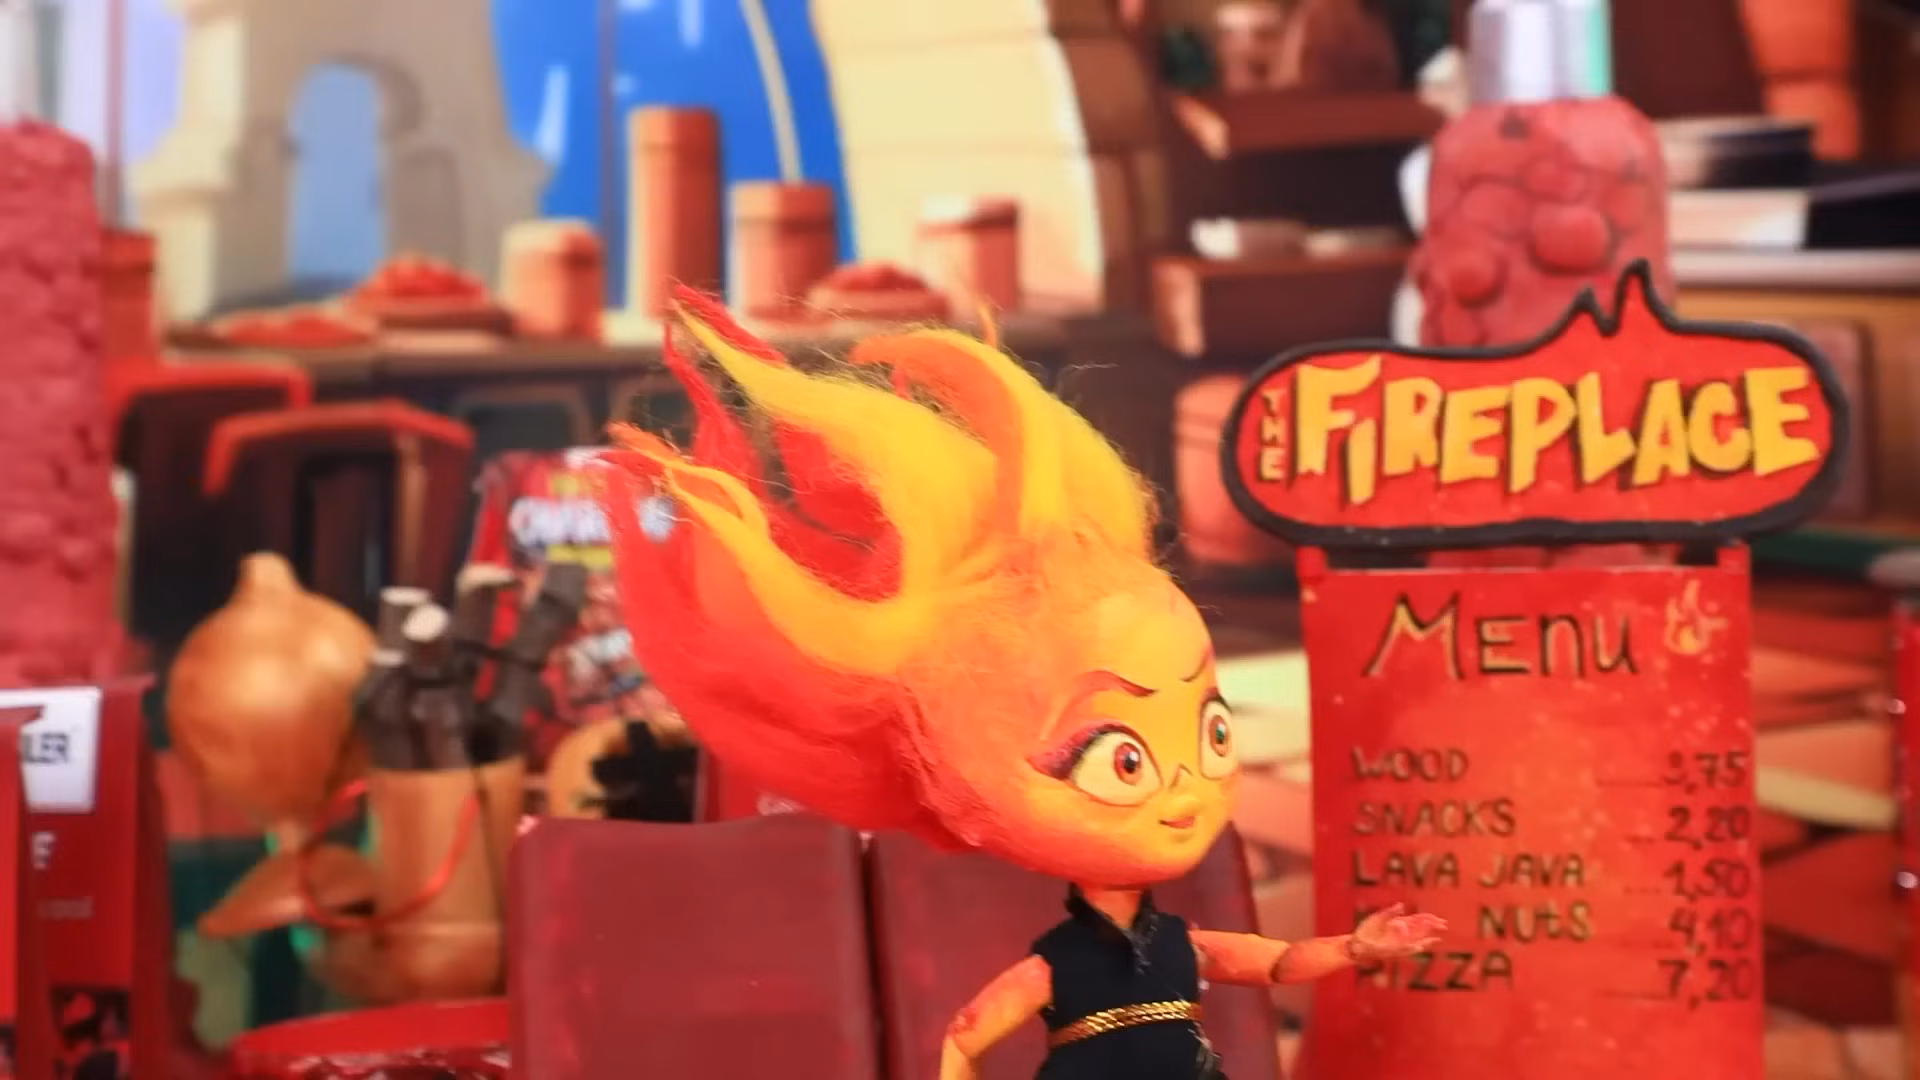 THE FIREPLACE
MENU
WOOD 3,75
SNACKS 2,20
LAVA JAVA 1,50
NUTS 4,10
PIZZA 7,20
LER
E